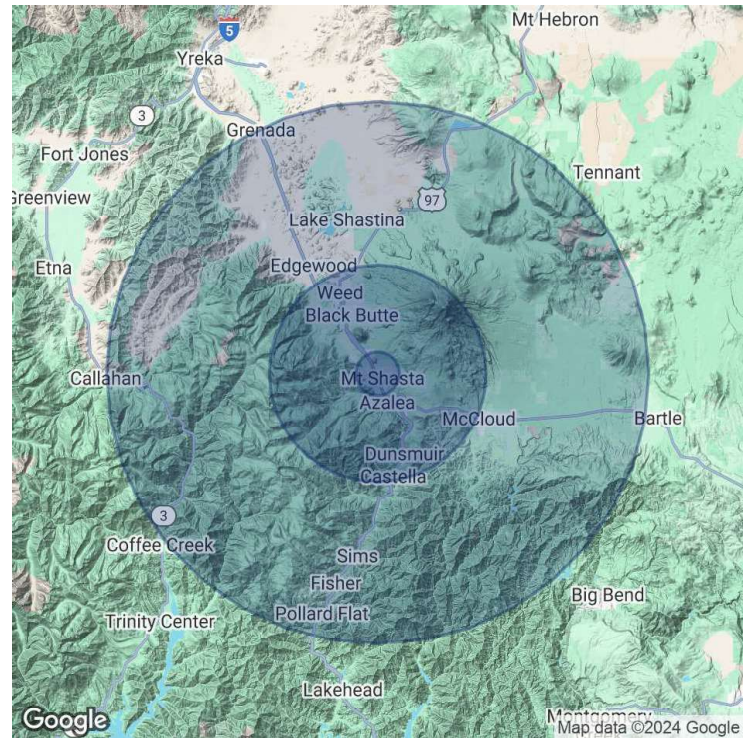 Mt Hebron
5
Yreka
3
Grenada
Fort Jones
Tennant
Greenview
97
Lake Shastina
Etna
Edgewood
Weed
Black Butte
Callahan
Mt Shasta
Azalea
McCloud
Bartle
Dunsmuir
Castella
3
Coffee Creek
Sims
Fisher
Big Bend
Pollard Flat
Trinity Center
Lakehead
Montgomery
Google
Map data ©2024 Google